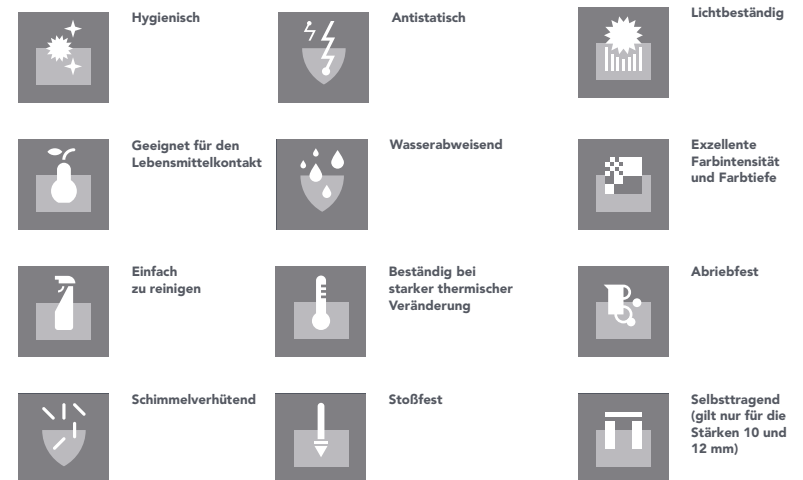 Hygienisch
Antistatisch
Lichtbeständig
Geeignet für den
Lebensmittelkontakt
Wasserabweisend
Exzellente
Farbintensität
und Farbtiefe
Einfach
zu reinigen
Beständig bei
starker thermischer
Veränderung
Abriebfest
Schimmelverhütend
Stoßfest
Selbsttragend
(gilt nur für die
Stärken 10 und
12 mm)